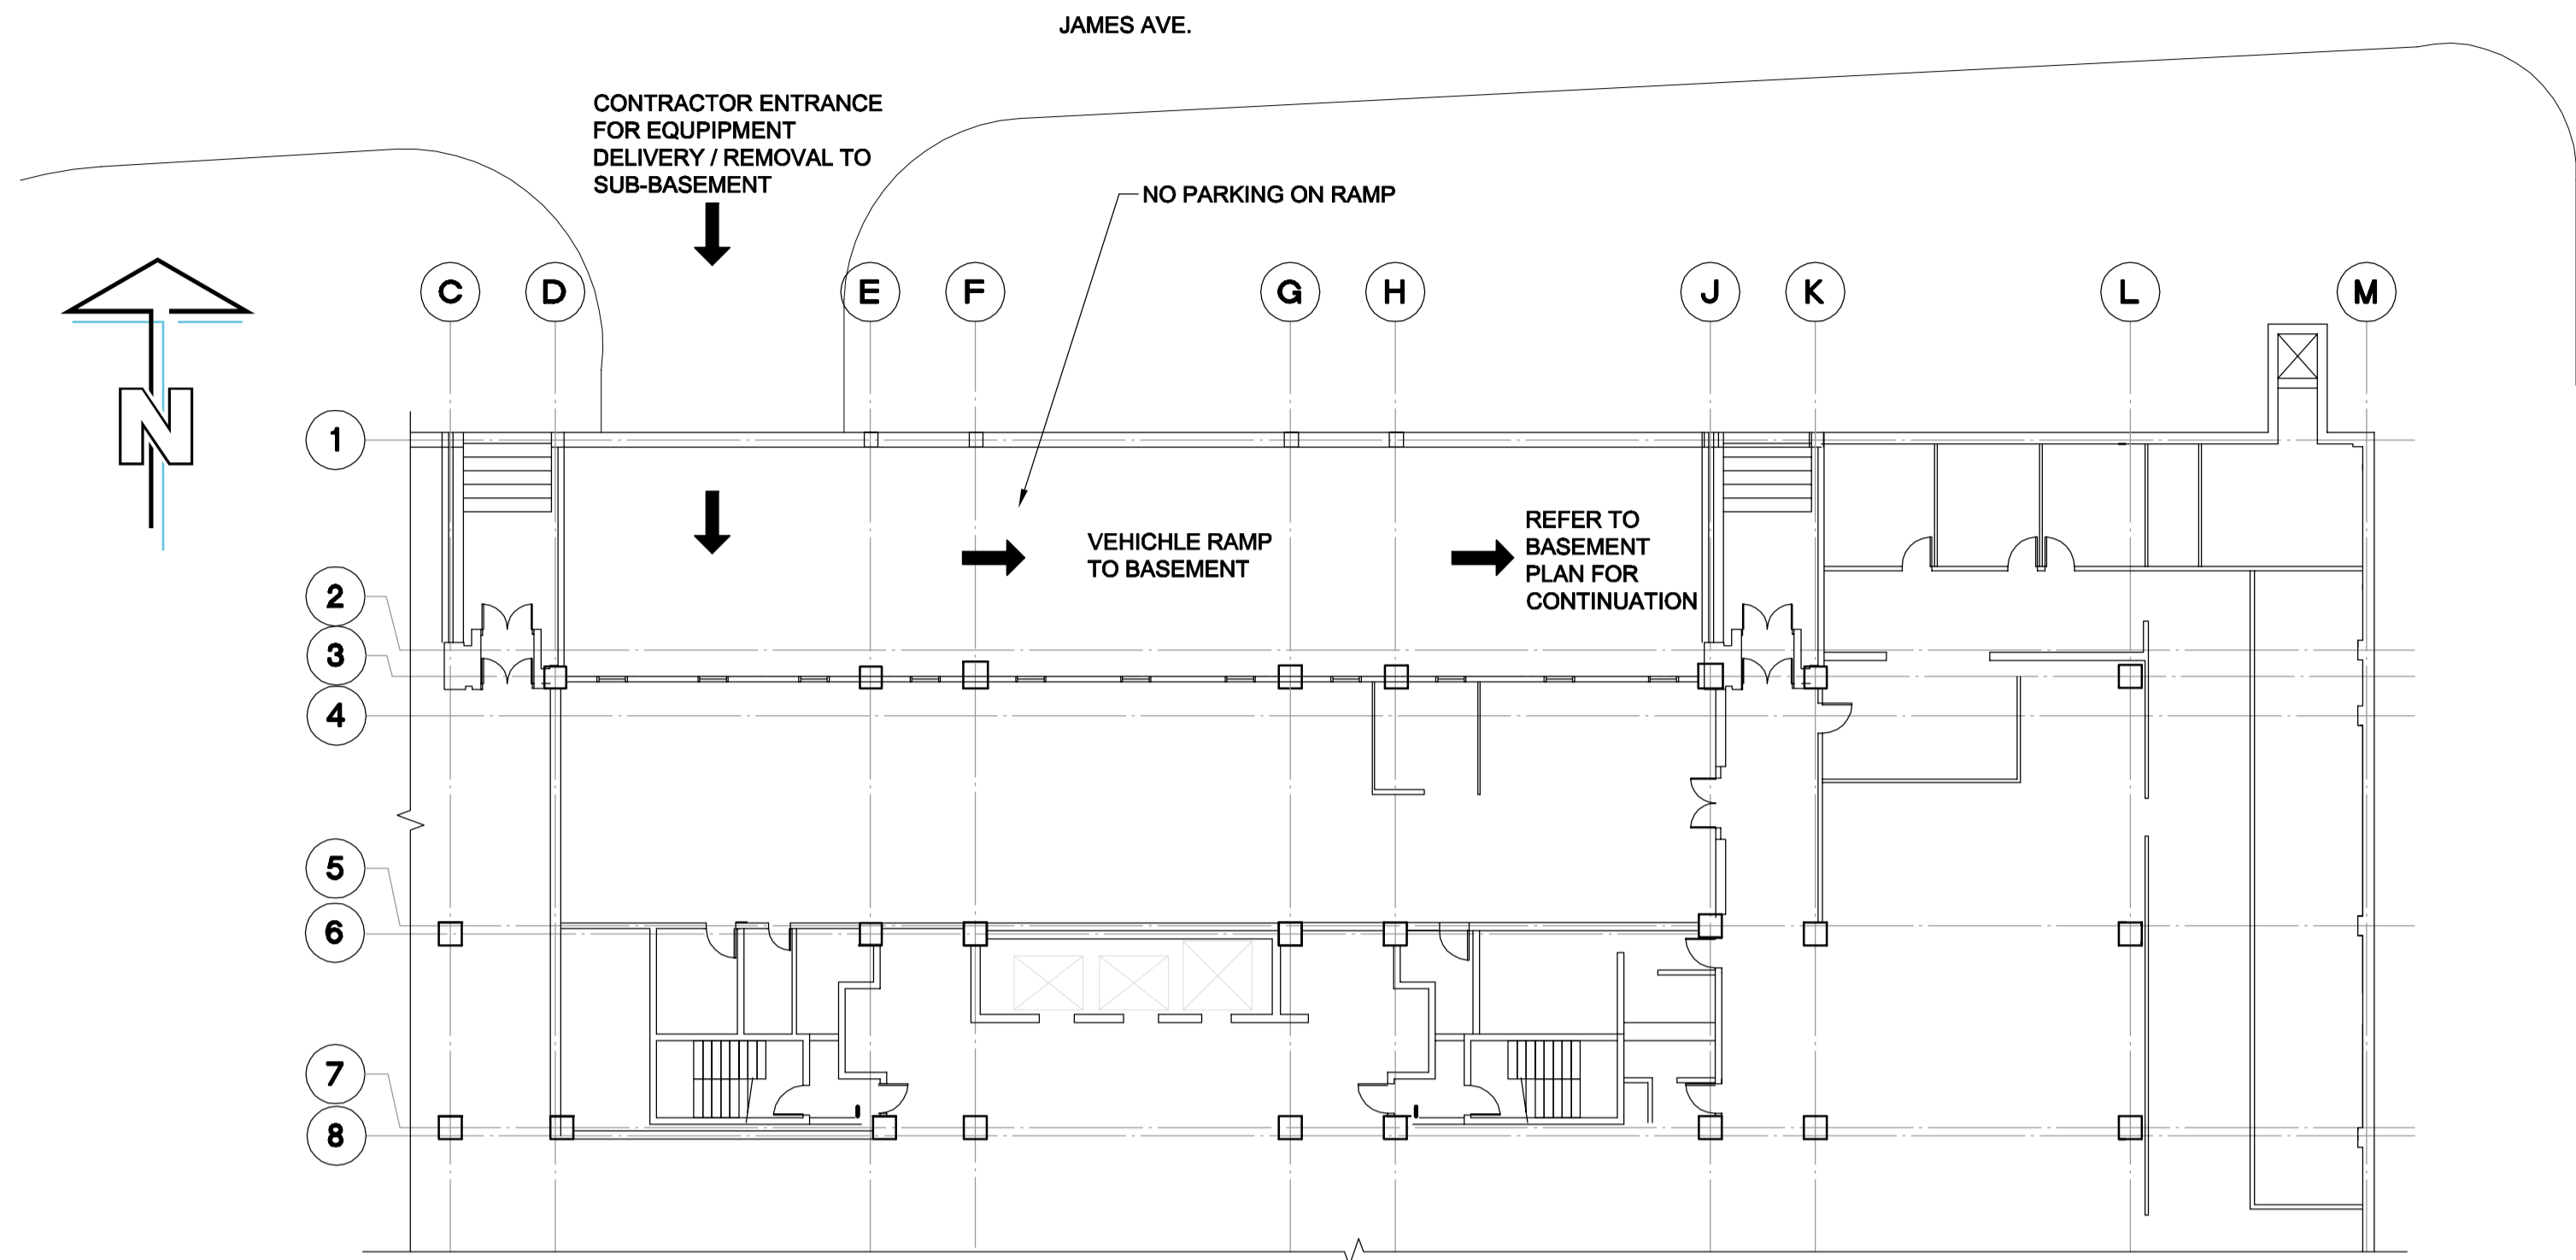 JAMES AVE.
CONTRACTOR ENTRANCE
FOR EQUPIPMENT
DELIVERY / REMOVAL TO
SUB-BASEMENT
NO PARKING ON RAMP
C D E F G H J K L M
N
1
2
3
4
5
6
7
8
VEHICHLE RAMP
TO BASEMENT
REFER TO
BASEMENT
PLAN FOR
CONTINUATION